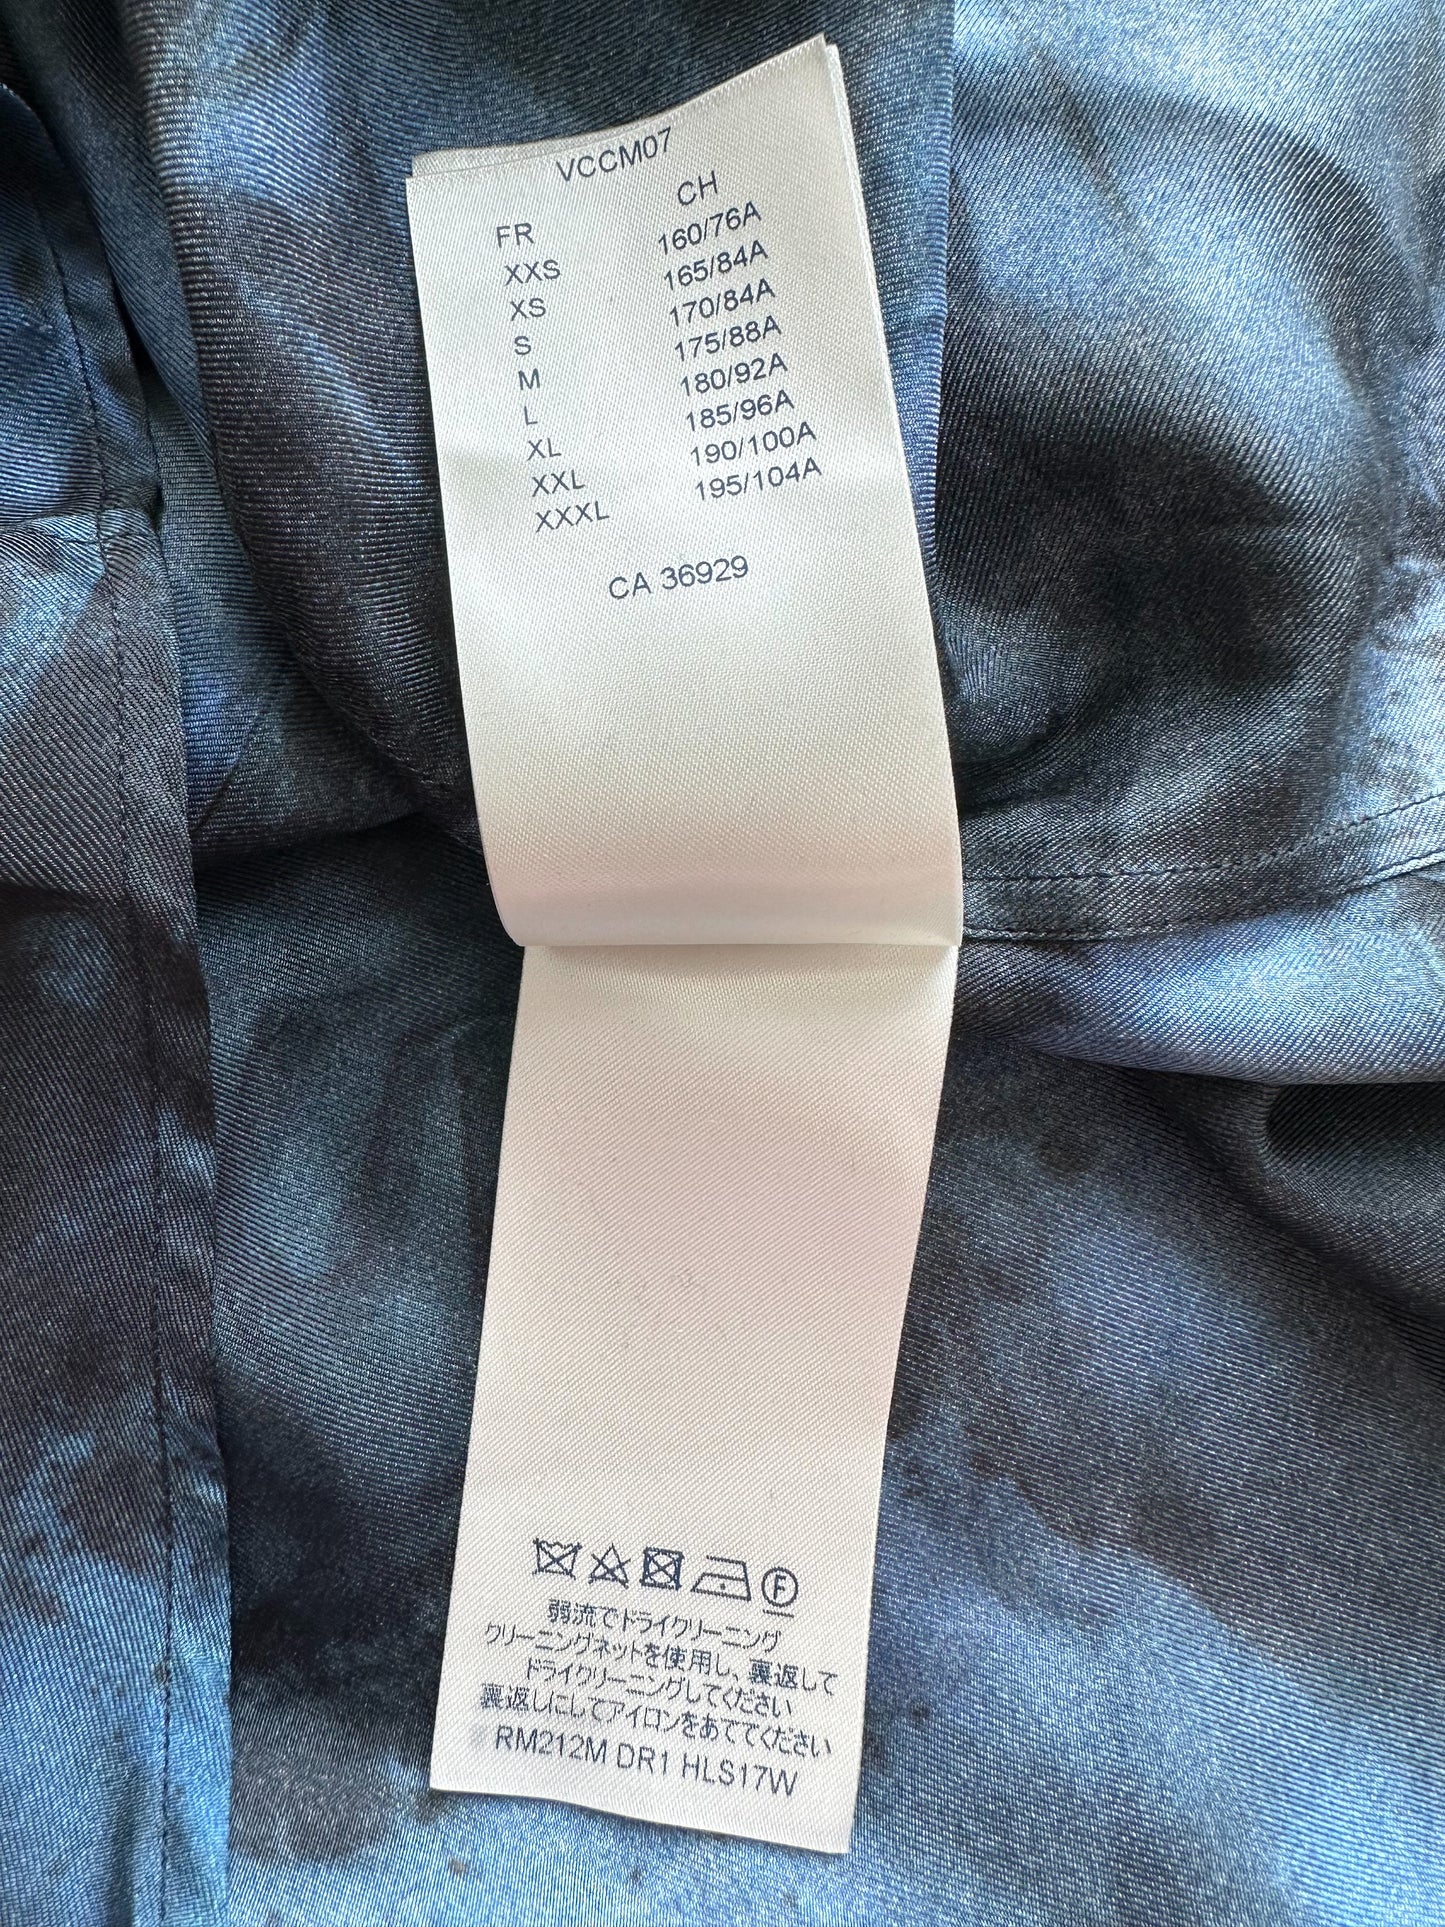 VCCM07
FR CH
XXS 160/76A
XS 165/84A
S 170/84A
M 175/88A
L 180/92A
XL 185/96A
XXL 190/100A
XXXL 195/104A
CA 36929
F
弱流でドライクリーニング
クリーニングネットを使用し、裏返して
ドライクリーニングしてください
裏返しにしてアイロンをあててください
RM212M DR1 HLS17W